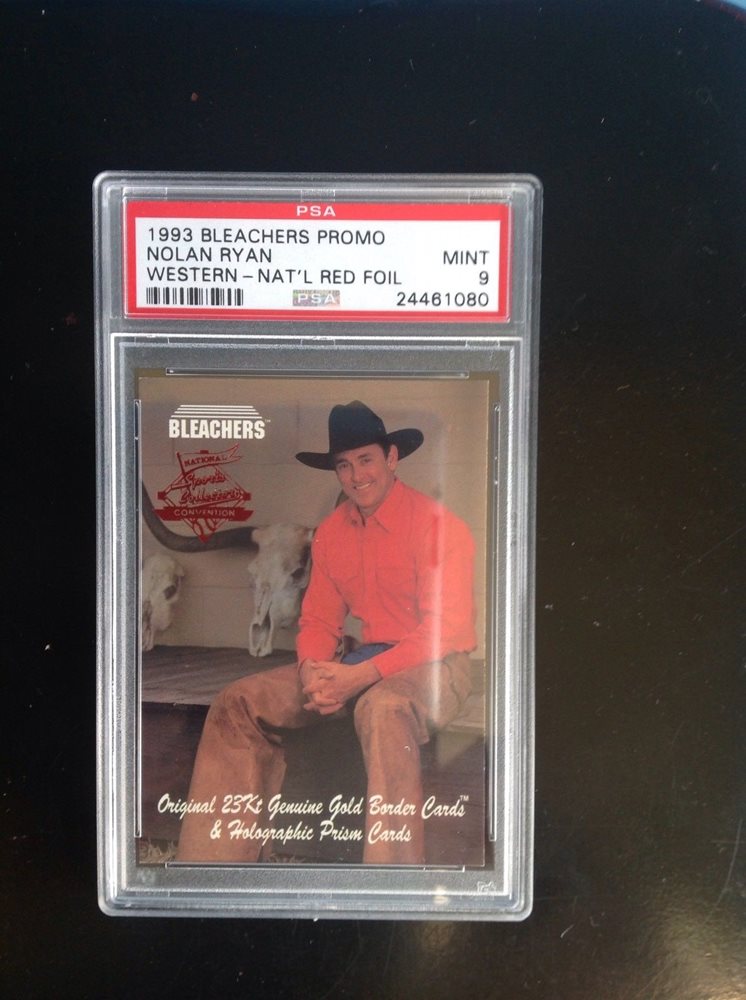 PSA
1993 BLEACHERS PROMO
NOLAN RYAN MINT
WESTERN – NAT'L RED FOIL 9
PSA 24461080
BLEACHERS™
NATIONAL
Sports
Collectors
CONVENTION
Original 23Kt Genuine Gold Border Cards™
& Holographic Prism Cards